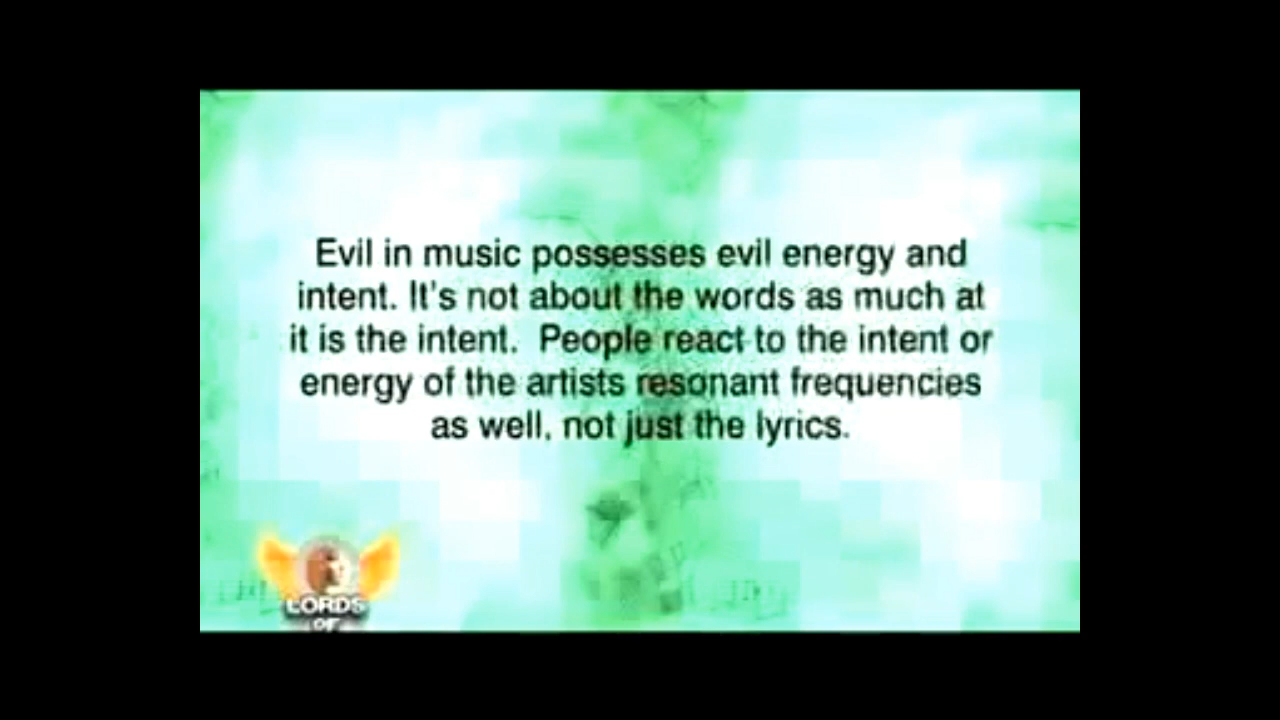 Evil in music possesses evil energy and
intent. It's not about the words as much at
it is the intent.  People react to the intent or
energy of the artists resonant frequencies
as well, not just the lyrics.
LORDS
OF